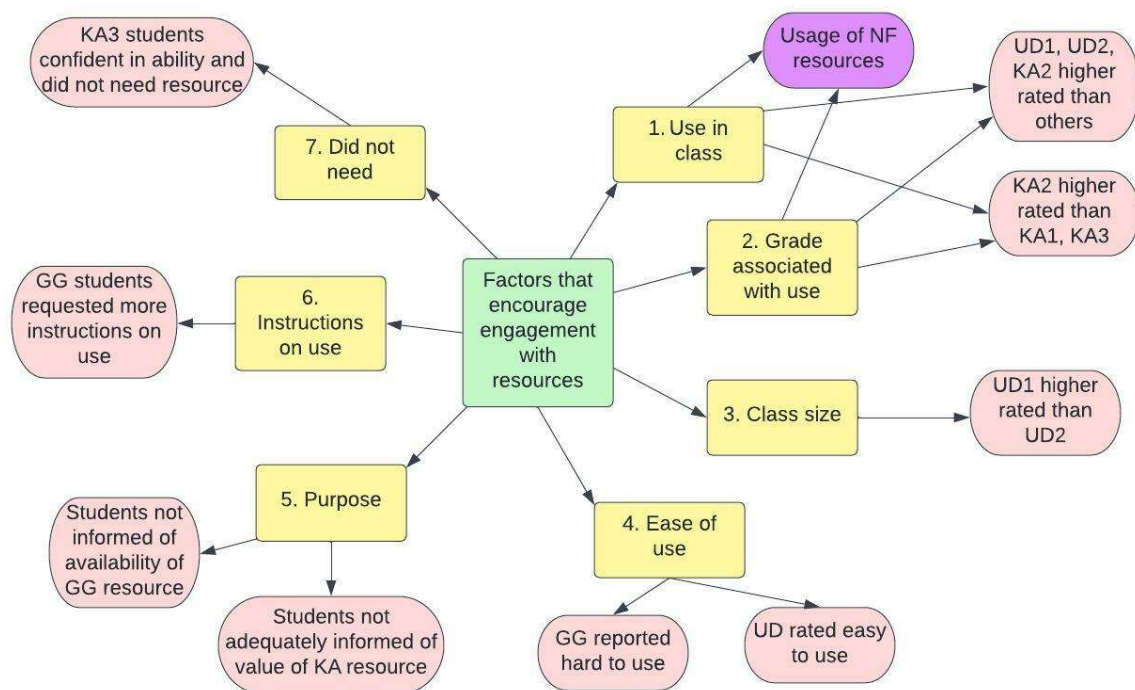 KA3 students
confident in ability and
did not need resource
7. Did not
need
Usage of NF
resources
1. Use in
class
UD1, UD2,
KA2 higher
rated than
others
KA2 higher
rated than
KA1, KA3
2. Grade
associated
with use
Factors that
encourage
engagement
with
resources
GG students
requested more
instructions on
use
6.
Instructions
on use
3. Class size
UD1 higher
rated than
UD2
5. Purpose
Students not
informed of
availability of
GG resource
Students not
adequately informed of
value of KA resource
4. Ease of
use
GG reported
hard to use
UD rated easy
to use